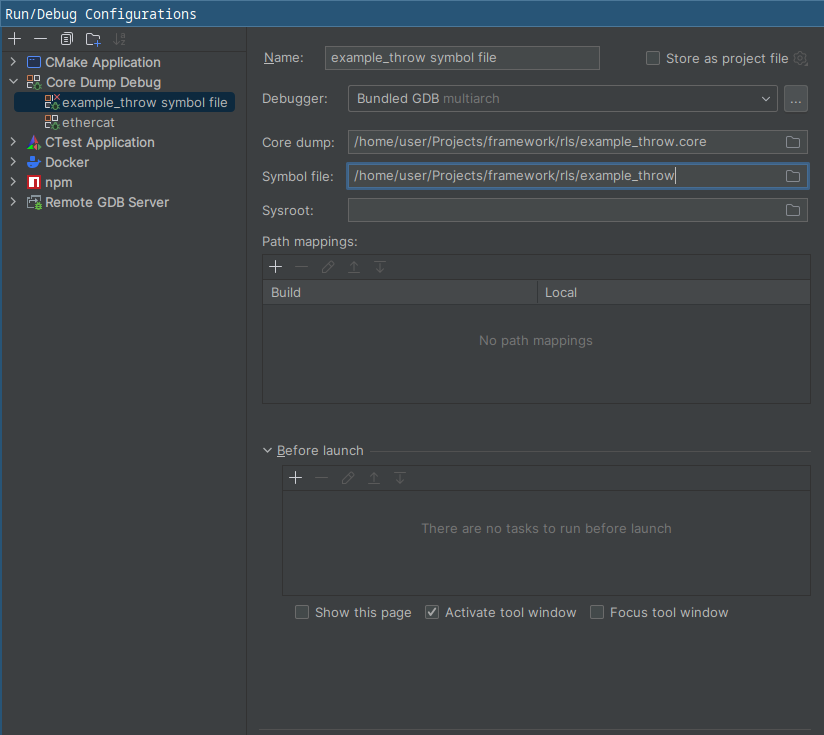 Run/Debug Configurations
CMake Application
Core Dump Debug
example_throw symbol file
ethercat
CTest Application
Docker
npm
Remote GDB Server
Name: example_throw symbol file Store as project file
Debugger: Bundled GDB multiarch ...
Core dump: /home/user/Projects/framework/rls/example_throw.core
Symbol file: /home/user/Projects/framework/rls/example_throw
Sysroot:
Path mappings:
Build Local
No path mappings
Before launch
There are no tasks to run before launch
Show this page Activate tool window Focus tool window